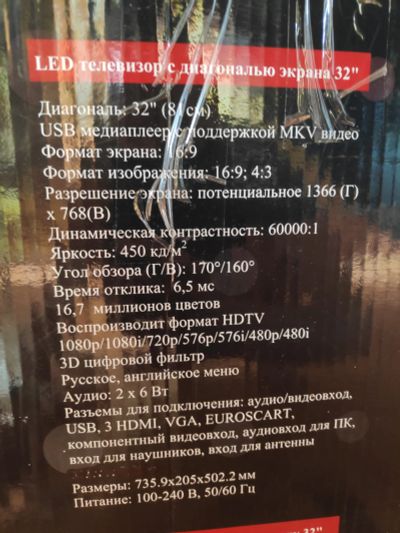 LED телевизор с диагональю экрана 32"
Диагональ: 32" (81см)
USB медиаплеер с поддержкой MKV видео
Формат экрана: 16:9
Формат изображения: 16:9; 4:3
Разрешение экрана: потенциальное 1366 (Г)
х 768(В)
Динамическая контрастность: 60000:1
Яркость: 450 кд/м²
Угол обзора (Г/В): 170°/160°
Время отклика: 6,5 мс
16,7 миллионов цветов
Воспроизводит формат HDTV
1080p/1080i/720p/576p/576i/480p/480i
3D цифровой фильтр
Русское, английское меню
Аудио: 2 х 6 Вт
Разъемы для подключения: аудио/видеовход,
USB, 3 HDMI, VGA, EUROSCART,
компонентный видеовход, аудиовход для ПК,
вход для наушников, вход для антенны
Размеры: 735.9x205x502.2 мм
Питание: 100-240 В, 50/60 Гц
32"